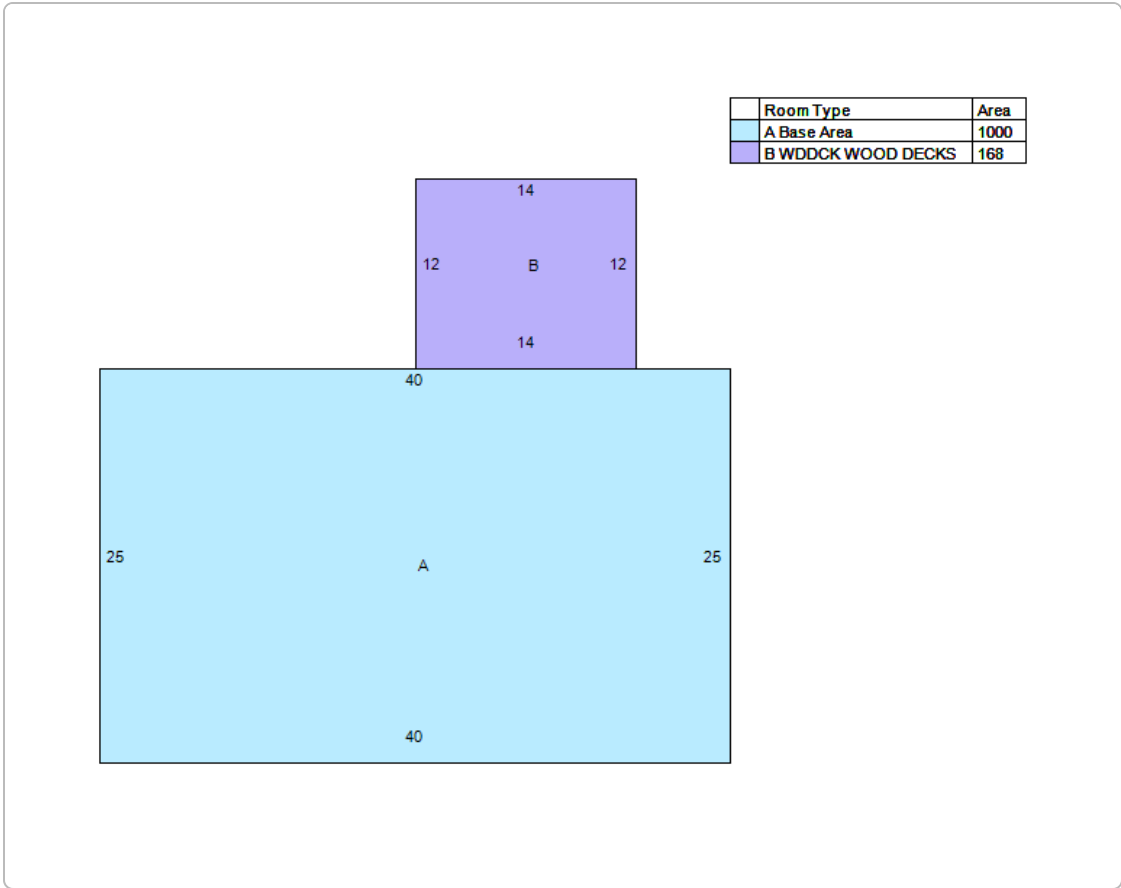 Room Type Area
A Base Area 1000
B WDDCK WOOD DECKS 168
14
12 B 12
14
40
25 A 25
40